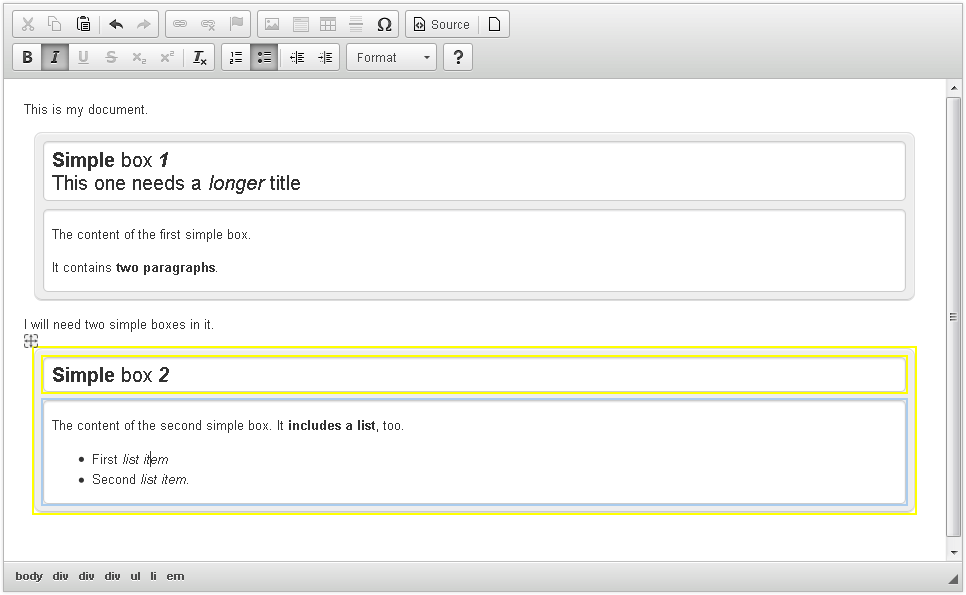 Source
B I U S x₂ x² Tx Format ?
This is my document.
Simple box 1
This one needs a longer title
The content of the first simple box.
It contains two paragraphs.
I will need two simple boxes in it.
Simple box 2
The content of the second simple box. It includes a list, too.
• First list item
• Second list item.
body div div div ul li em